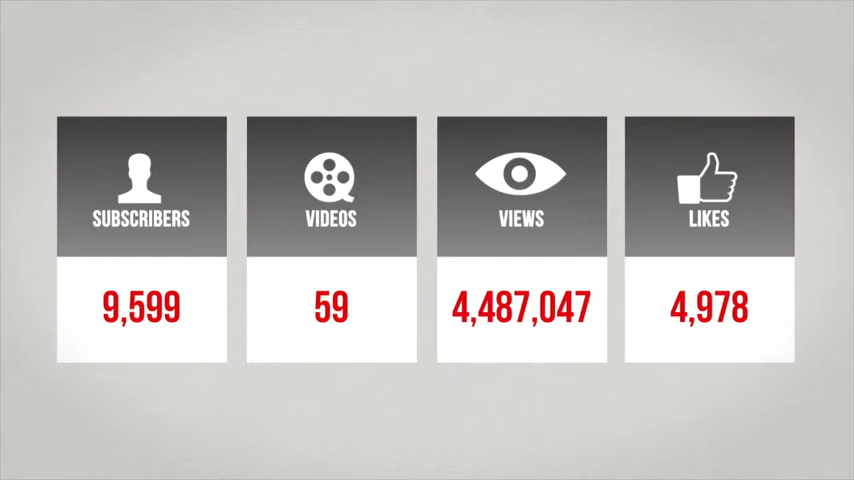 SUBSCRIBERS
9,599
VIDEOS
59
VIEWS
4,487,047
LIKES
4,978